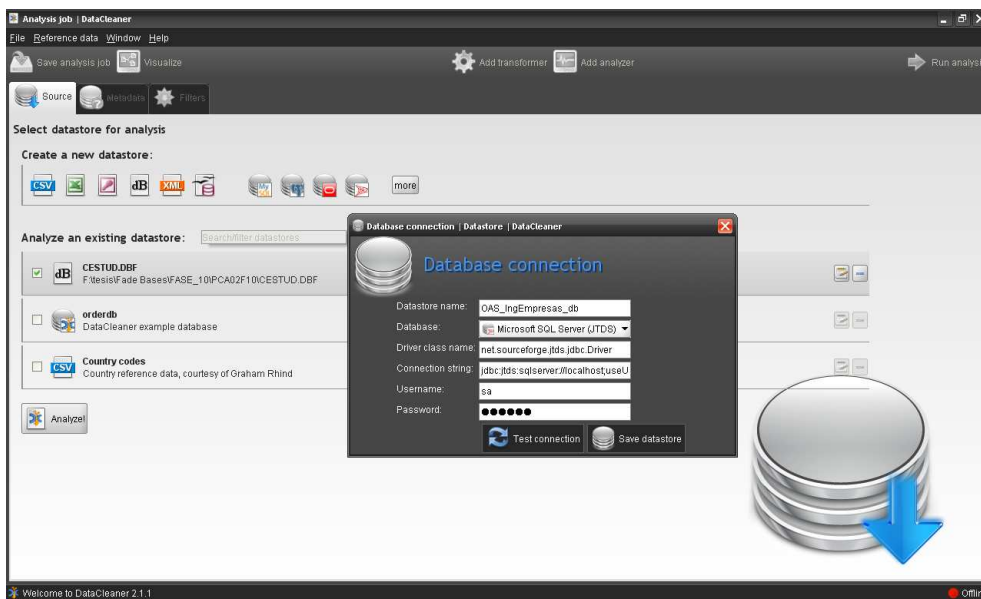 Analysis job | DataCleaner
File Reference data Window Help
Save analysis job Visualize Add transformer Add analyzer Run analysi
Source Metadata Filters
Select datastore for analysis
Create a new datastore:
CSV dB XML My SQL more
Analyze an existing datastore: Search/filter datastores
dB CESTUD.DBF
F:\tesis\Fade Bases\FASE_10\PCA02F10\CESTUD.DBF
orderdb
DataCleaner example database
CSV Country codes
Country reference data, courtesy of Graham Rhind
Analyze!
Database connection | Datastore | DataCleaner
Database connection
Datastore name: OAS_IngEmpresas_db
Database: Microsoft SQL Server (JTDS)
Driver class name: net.sourceforge.jtds.jdbc.Driver
Connection string: jdbc:jtds:sqlserver://localhost;useU
Username: sa
Password: ●●●●●●
Test connection Save datastore
Welcome to DataCleaner 2.1.1 Offlin